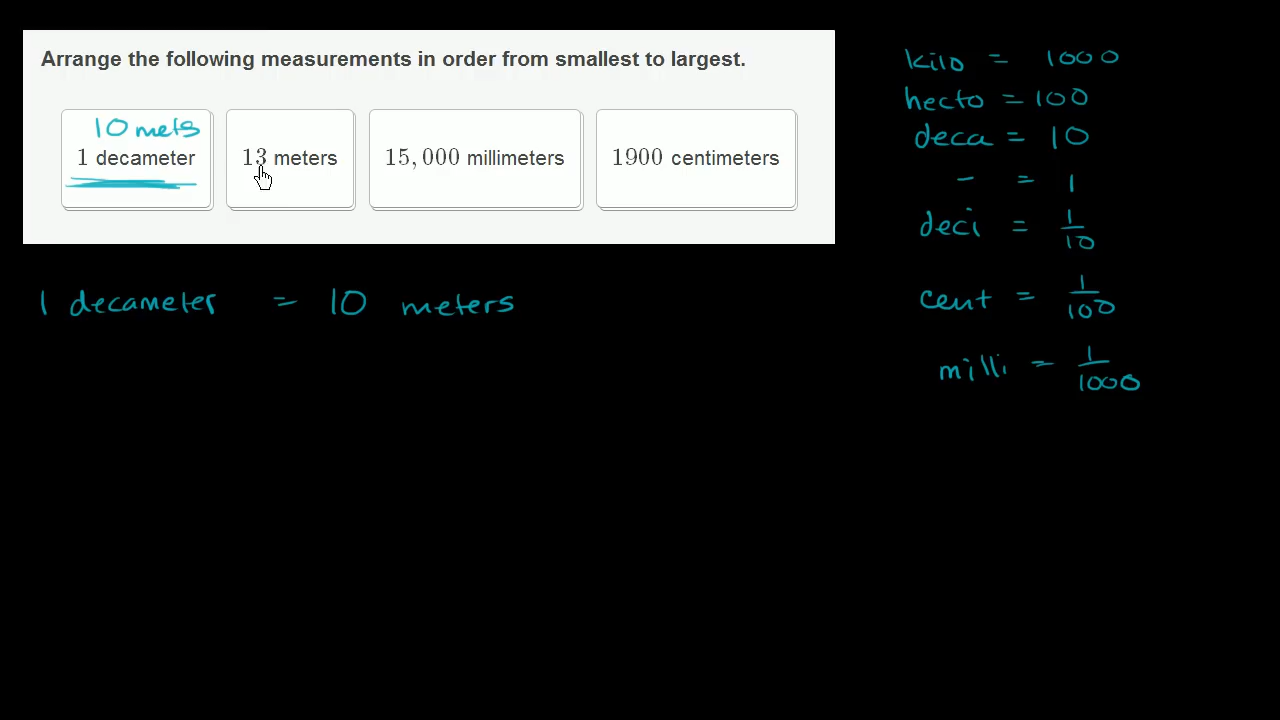 Arrange the following measurements in order from smallest to largest.
10 mets
1 decameter
13 meters
15,000 millimeters
1900 centimeters
1 decameter = 10 meters
kilo = 1000
hecto = 100
deca = 10
- = 1
deci = 1/10
cent = 1/100
milli = 1/1000